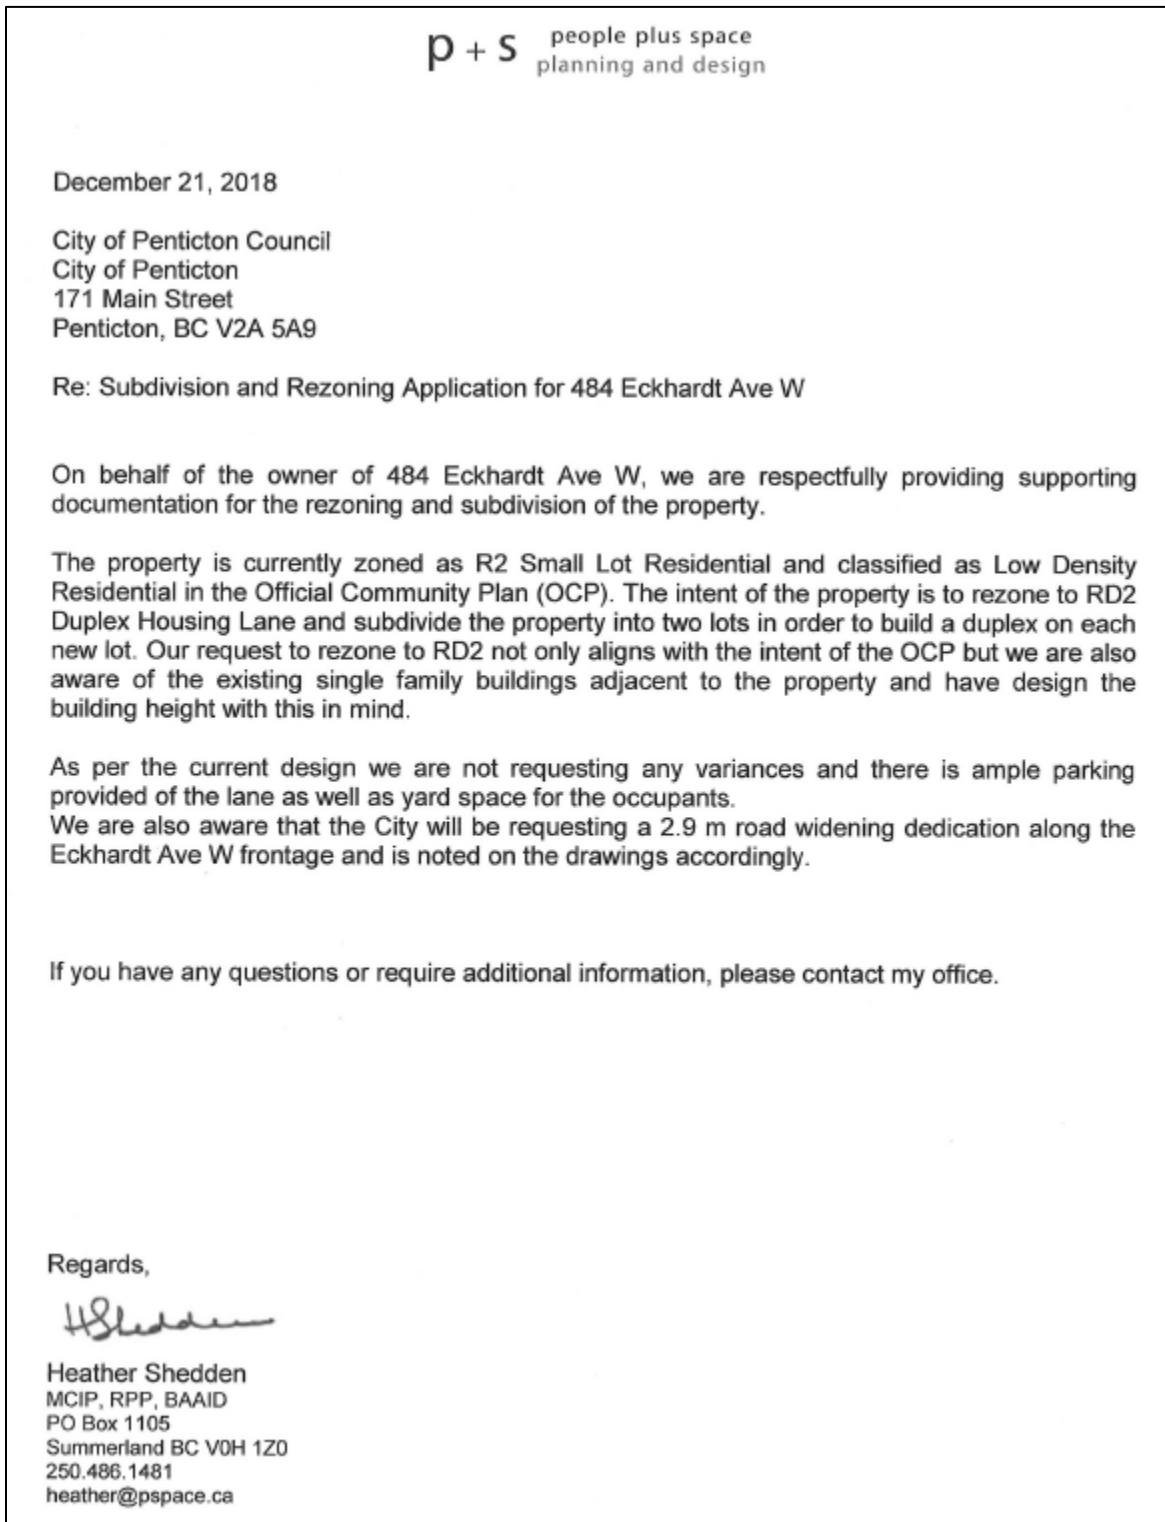 p + s people plus space
planning and design
December 21, 2018
City of Penticton Council
City of Penticton
171 Main Street
Penticton, BC V2A 5A9
Re: Subdivision and Rezoning Application for 484 Eckhardt Ave W
On behalf of the owner of 484 Eckhardt Ave W, we are respectfully providing supporting
documentation for the rezoning and subdivision of the property.
The property is currently zoned as R2 Small Lot Residential and classified as Low Density
Residential in the Official Community Plan (OCP). The intent of the property is to rezone to RD2
Duplex Housing Lane and subdivide the property into two lots in order to build a duplex on each
new lot. Our request to rezone to RD2 not only aligns with the intent of the OCP but we are also
aware of the existing single family buildings adjacent to the property and have design the
building height with this in mind.
As per the current design we are not requesting any variances and there is ample parking
provided of the lane as well as yard space for the occupants.
We are also aware that the City will be requesting a 2.9 m road widening dedication along the
Eckhardt Ave W frontage and is noted on the drawings accordingly.
If you have any questions or require additional information, please contact my office.
Regards,
HShedden
Heather Shedden
MCIP, RPP, BAAID
PO Box 1105
Summerland BC V0H 1Z0
250.486.1481
heather@pspace.ca